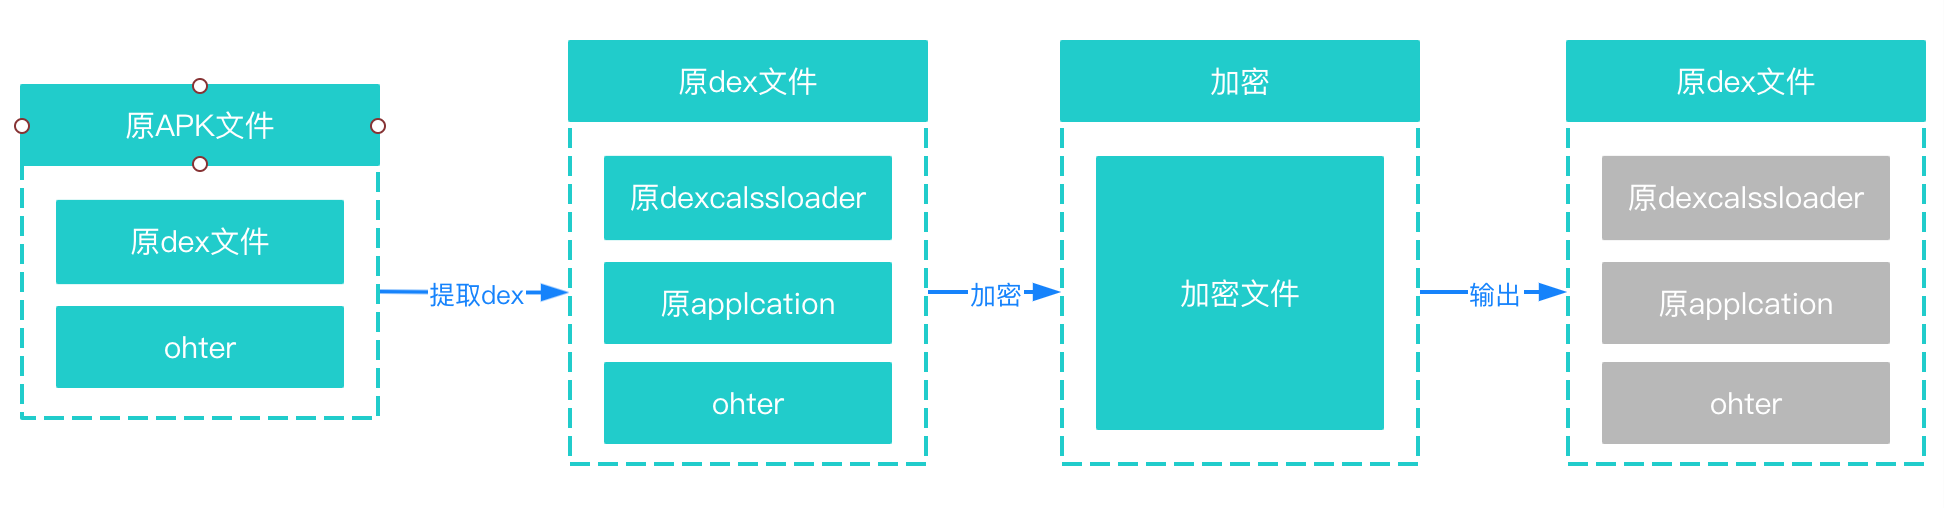 原APK文件
原dex文件
ohter
提取dex
原dex文件
原dexcalssloader
原applcation
ohter
加密
加密
加密文件
输出
原dex文件
原dexcalssloader
原applcation
ohter